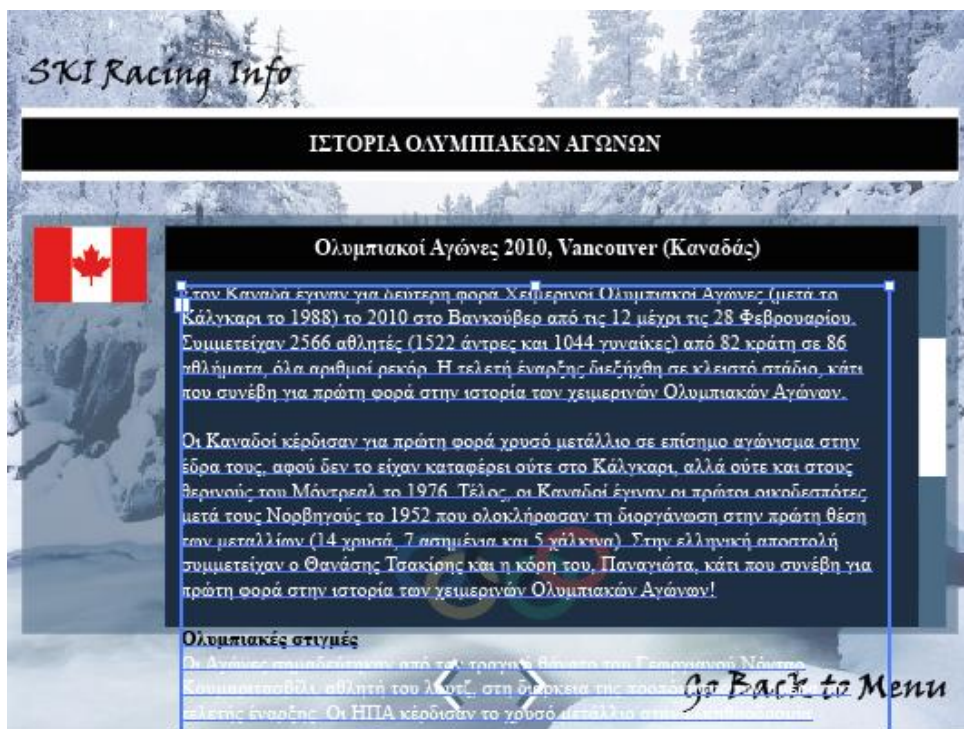 SKI Racing Info
ΙΣΤΟΡΙΑ ΟΛΥΜΠΙΑΚΩΝ ΑΓΩΝΩΝ
Ολυμπιακοί Αγώνες 2010, Vancouver (Καναδάς)
Στον Καναδά έγιναν για δεύτερη φορά Χειμερινοί Ολυμπιακοί Αγώνες (μετά το
Κάλγκαρι το 1988) το 2010 στο Βανκούβερ από τις 12 μέχρι τις 28 Φεβρουαρίου.
Συμμετείχαν 2566 αθλητές (1522 άντρες και 1044 γυναίκες) από 82 κράτη σε 86
αθλήματα, όλα αριθμοί ρεκόρ. Η τελετή έναρξης διεξήχθη σε κλειστό στάδιο, κάτι
που συνέβη για πρώτη φορά στην ιστορία των χειμερινών Ολυμπιακών Αγώνων.
Οι Καναδοί κέρδισαν για πρώτη φορά χρυσό μετάλλιο σε επίσημο αγώνισμα στην
έδρα τους, αφού δεν το είχαν καταφέρει ούτε στο Κάλγκαρι, αλλά ούτε και στους
θερινούς του Μόντρεαλ το 1976. Τέλος, οι Καναδοί έγιναν οι πρώτοι οικοδεσπότες
μετά τους Νορβηγούς το 1952 που ολοκλήρωσαν τη διοργάνωση στην πρώτη θέση
των μεταλλίων (14 χρυσά, 7 ασημένια και 5 χάλκινα). Στην ελληνική αποστολή
συμμετείχαν ο Θανάσης Τσακίρης και η κόρη του, Παναγιώτα, κάτι που συνέβη για
πρώτη φορά στην ιστορία των χειμερινών Ολυμπιακών Αγώνων!
Ολυμπιακές στιγμές
Οι Αγώνες σημαδεύτηκαν από τον τραγικό θάνατο του Γεωργιανού Νόνταρ
Κουμαριτασβίλι, αθλητή του λουτζ, στη διάρκεια της
τελετής έναρξης. Οι ΗΠΑ κέρδισαν το χρυσό μετάλλιο
Go Back to Menu